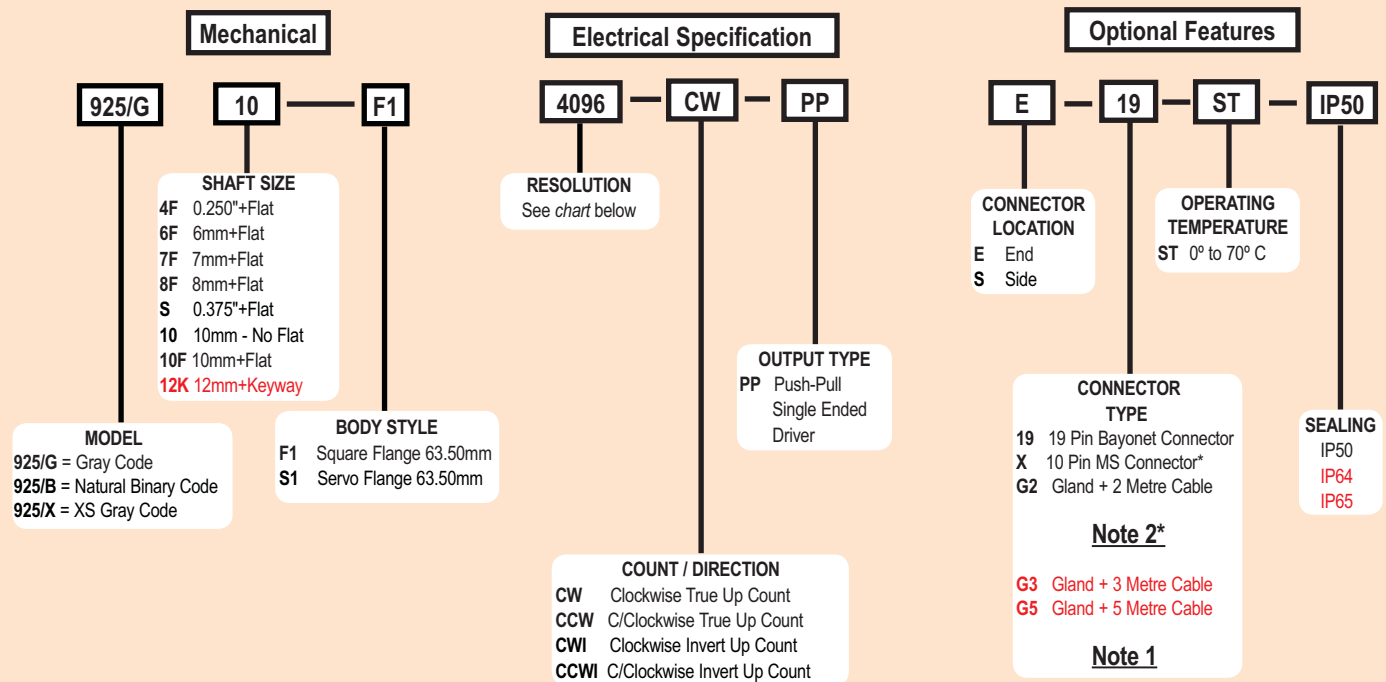 Mechanical
925/G 10 F1
SHAFT SIZE
4F 0.250"+Flat
6F 6mm+Flat
7F 7mm+Flat
8F 8mm+Flat
S 0.375"+Flat
10 10mm - No Flat
10F 10mm+Flat
12K 12mm+Keyway
MODEL
925/G = Gray Code
925/B = Natural Binary Code
925/X = XS Gray Code
BODY STYLE
F1 Square Flange 63.50mm
S1 Servo Flange 63.50mm
Electrical Specification
4096 CW PP
RESOLUTION
See chart below
OUTPUT TYPE
PP Push-Pull
Single Ended
Driver
COUNT / DIRECTION
CW Clockwise True Up Count
CCW C/Clockwise True Up Count
CWI Clockwise Invert Up Count
CCWI C/Clockwise Invert Up Count
Optional Features
E 19 ST IP50
CONNECTOR
LOCATION
E End
S Side
OPERATING
TEMPERATURE
ST 0º to 70º C
CONNECTOR
TYPE
19 19 Pin Bayonet Connector
X 10 Pin MS Connector*
G2 Gland + 2 Metre Cable
Note 2*
G3 Gland + 3 Metre Cable
G5 Gland + 5 Metre Cable
Note 1
SEALING
IP50
IP64
IP65